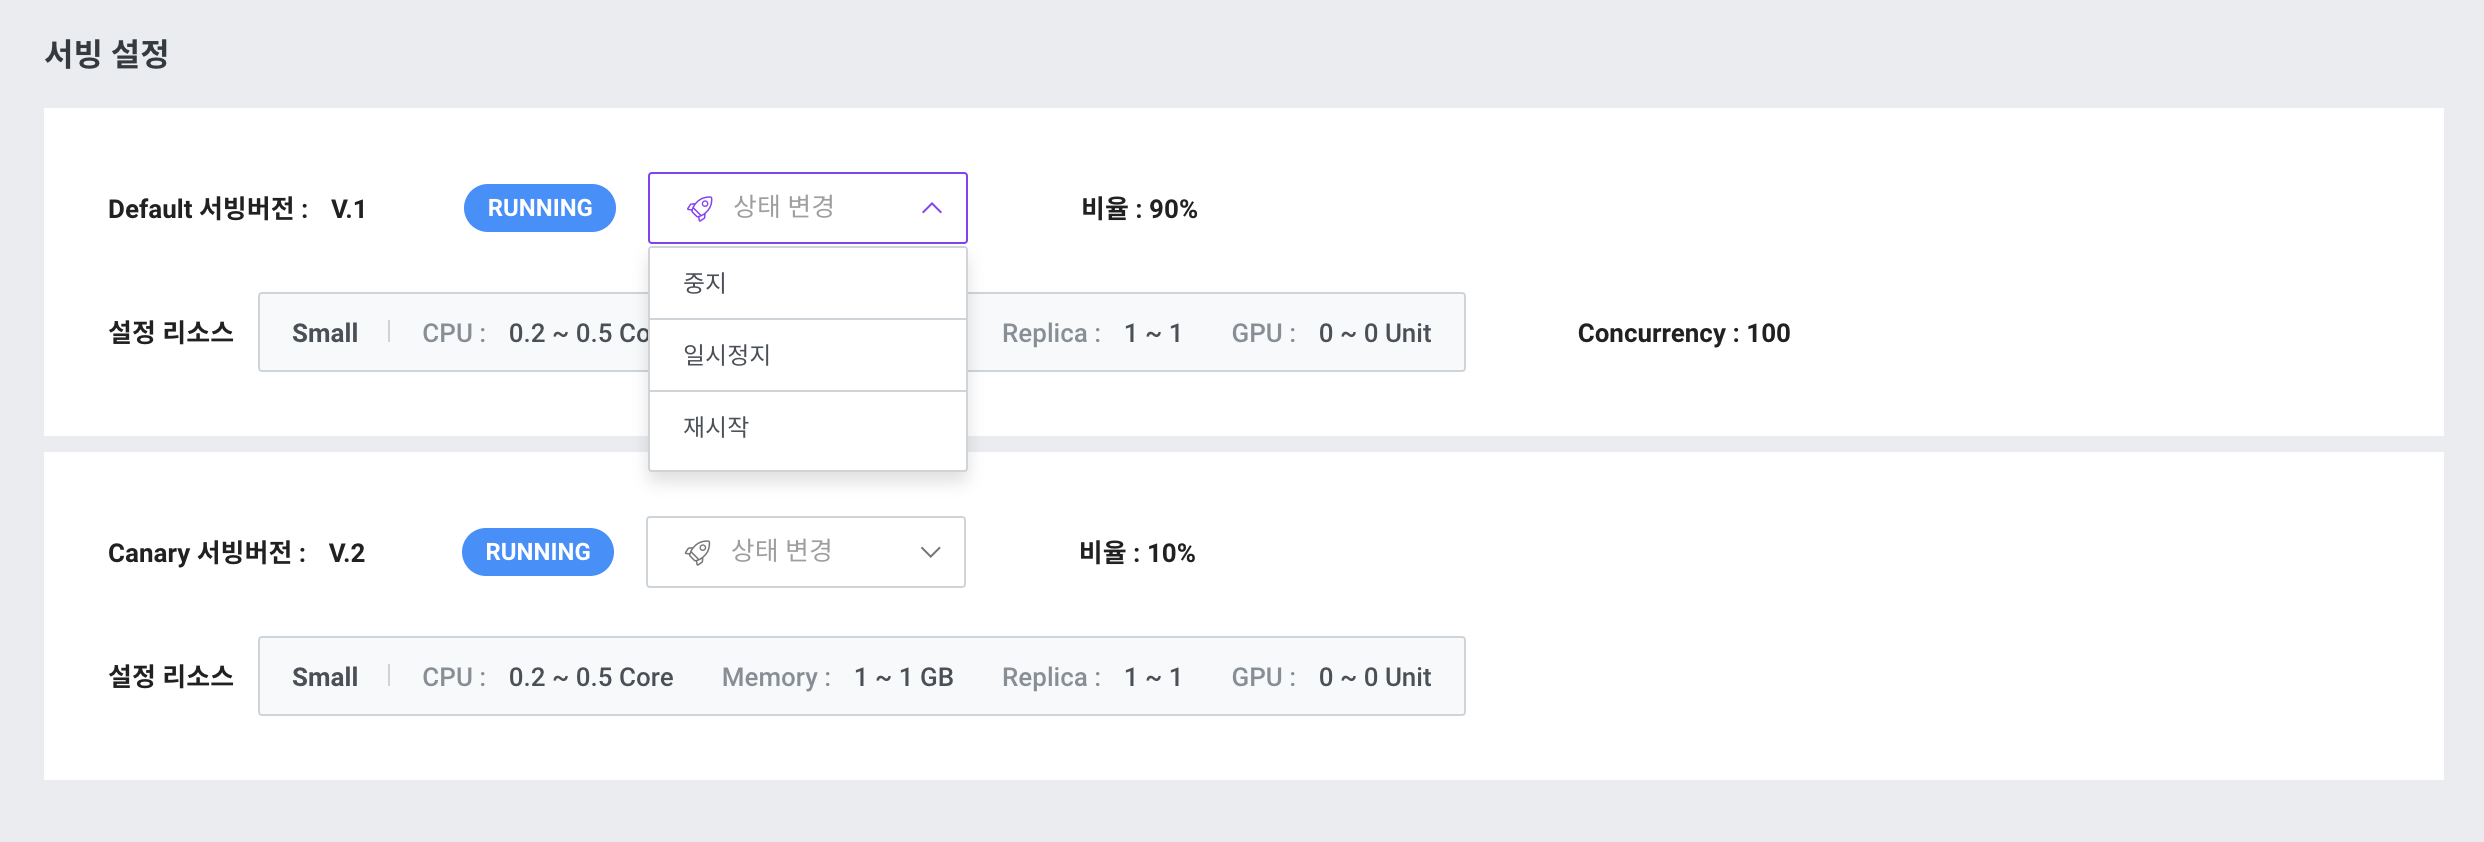 서빙 설정
Default 서빙버전 : V.1 RUNNING 상태 변경 비율 : 90%
중지
설정 리소스 Small CPU : 0.2 ~ 0.5 Co Replica : 1 ~ 1 GPU : 0 ~ 0 Unit Concurrency : 100
일시정지
재시작
Canary 서빙버전 : V.2 RUNNING 상태 변경 비율 : 10%
설정 리소스 Small CPU : 0.2 ~ 0.5 Core Memory : 1 ~ 1 GB Replica : 1 ~ 1 GPU : 0 ~ 0 Unit